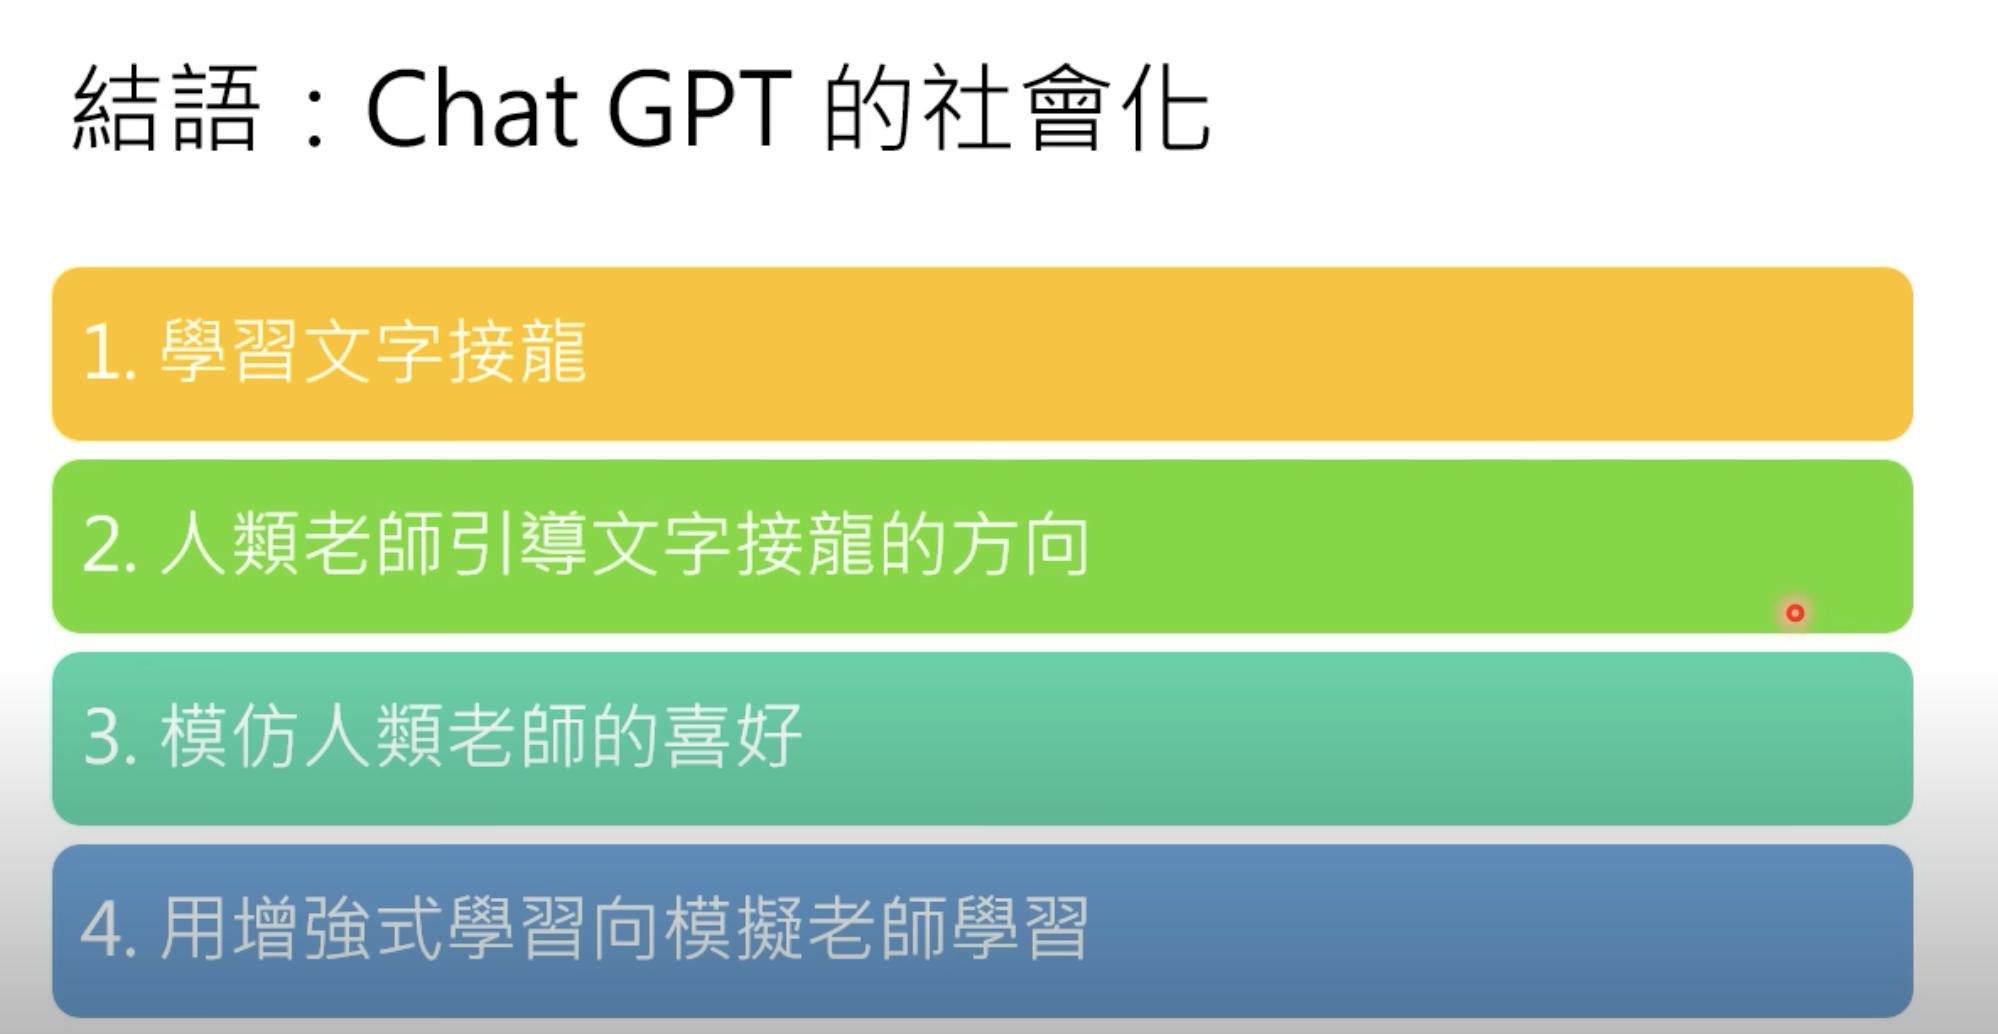 結語：Chat GPT 的社會化
1. 學習文字接龍
2. 人類老師引導文字接龍的方向
3. 模仿人類老師的喜好
4. 用增強式學習向模擬老師學習